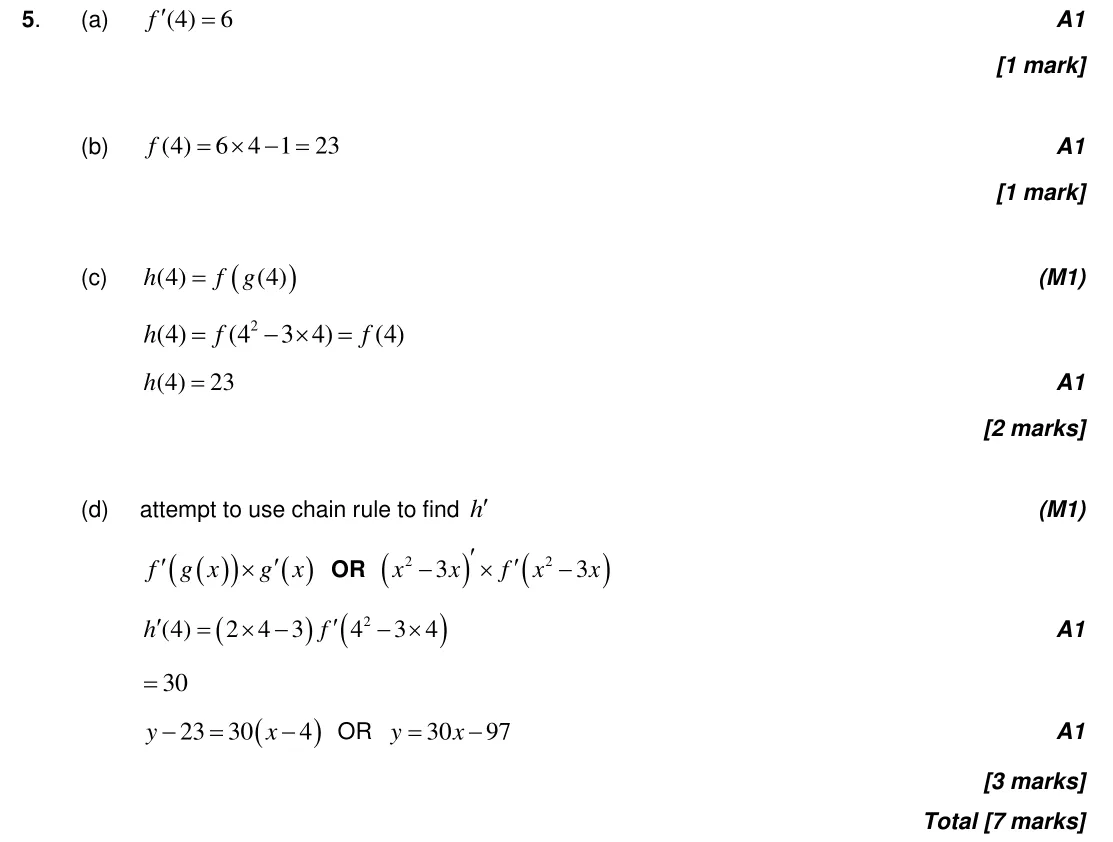 5. (a) f′(4) = 6 A1
[1 mark]
(b) f(4) = 6×4−1 = 23 A1
[1 mark]
(c) h(4) = f(g(4)) (M1)
h(4) = f(4²−3×4) = f(4)
h(4) = 23 A1
[2 marks]
(d) attempt to use chain rule to find h′ (M1)
f′(g(x))×g′(x) OR (x²−3x)′×f′(x²−3x)
h′(4) = (2×4−3)f′(4²−3×4) A1
= 30
y−23 = 30(x−4) OR y = 30x−97 A1
[3 marks]
Total [7 marks]